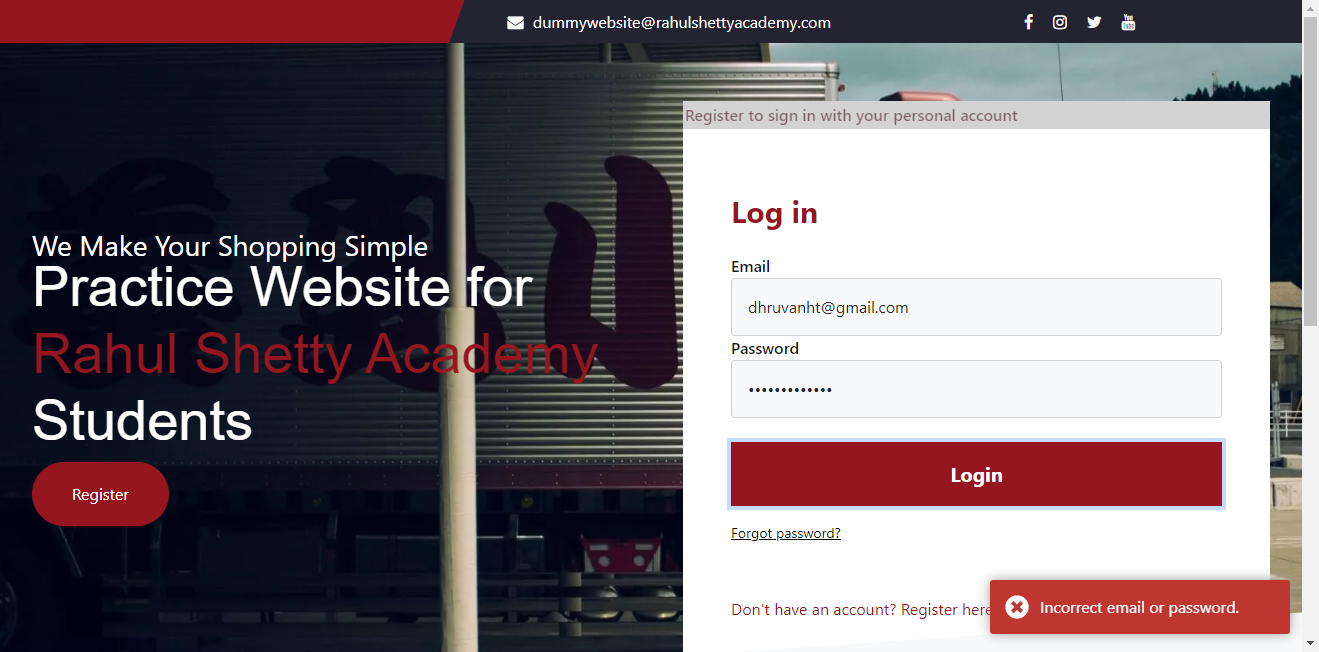 dummywebsite@rahulshettyacademy.com
We Make Your Shopping Simple
Practice Website for
Rahul Shetty Academy
Students
Register
Register to sign in with your personal account
Log in
Email
dhruvanht@gmail.com
Password
•••••••••••••
Login
Forgot password?
Don't have an account? Register here
Incorrect email or password.